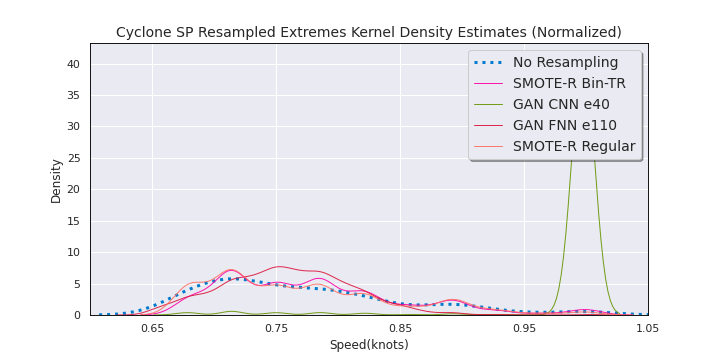 Cyclone SP Resampled Extremes Kernel Density Estimates (Normalized)
No Resampling
SMOTE-R Bin-TR
GAN CNN e40
GAN FNN e110
SMOTE-R Regular
Density
40
35
30
25
20
15
10
5
0
0.65
0.75
0.85
0.95
1.05
Speed(knots)